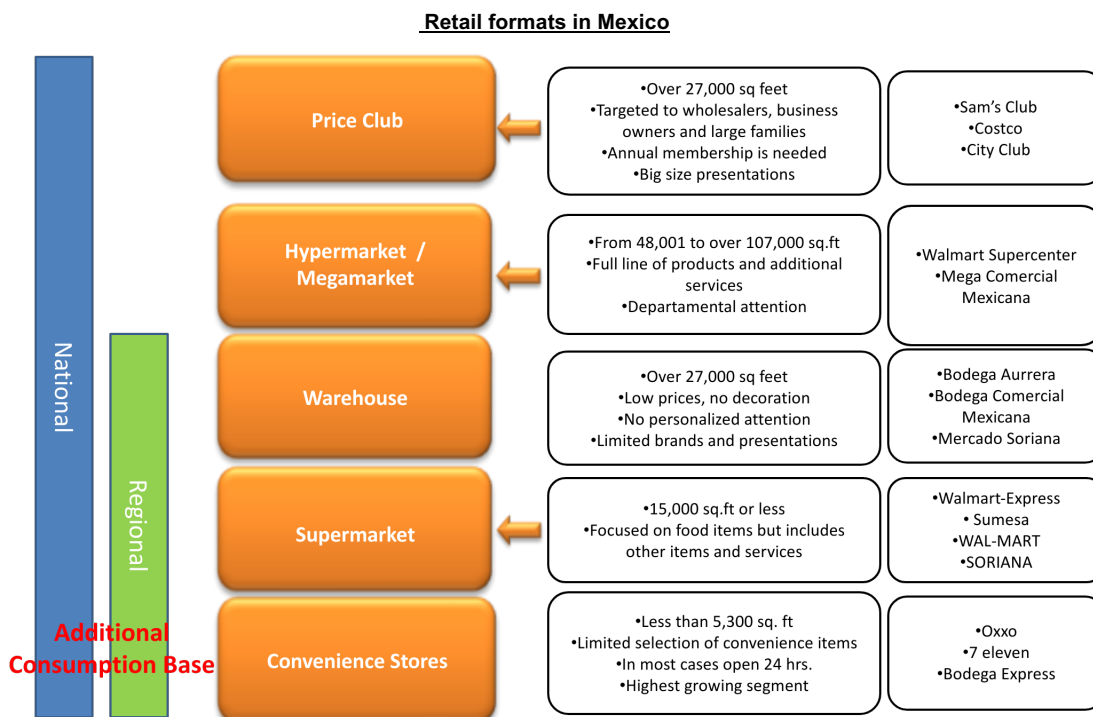 Retail formats in Mexico
National
Regional
Additional
Consumption Base
Price Club
•Over 27,000 sq feet
•Targeted to wholesalers, business
owners and large families
•Annual membership is needed
•Big size presentations
•Sam's Club
•Costco
•City Club
Hypermarket /
Megamarket
•From 48,001 to over 107,000 sq.ft
•Full line of products and additional
services
•Departamental attention
•Walmart Supercenter
•Mega Comercial
Mexicana
Warehouse
•Over 27,000 sq feet
•Low prices, no decoration
•No personalized attention
•Limited brands and presentations
•Bodega Aurrera
•Bodega Comercial
Mexicana
•Mercado Soriana
Supermarket
•15,000 sq.ft or less
•Focused on food items but includes
other items and services
•Walmart-Express
• Sumesa
•WAL-MART
•SORIANA
Convenience Stores
•Less than 5,300 sq. ft
•Limited selection of convenience items
•In most cases open 24 hrs.
•Highest growing segment
•Oxxo
•7 eleven
•Bodega Express